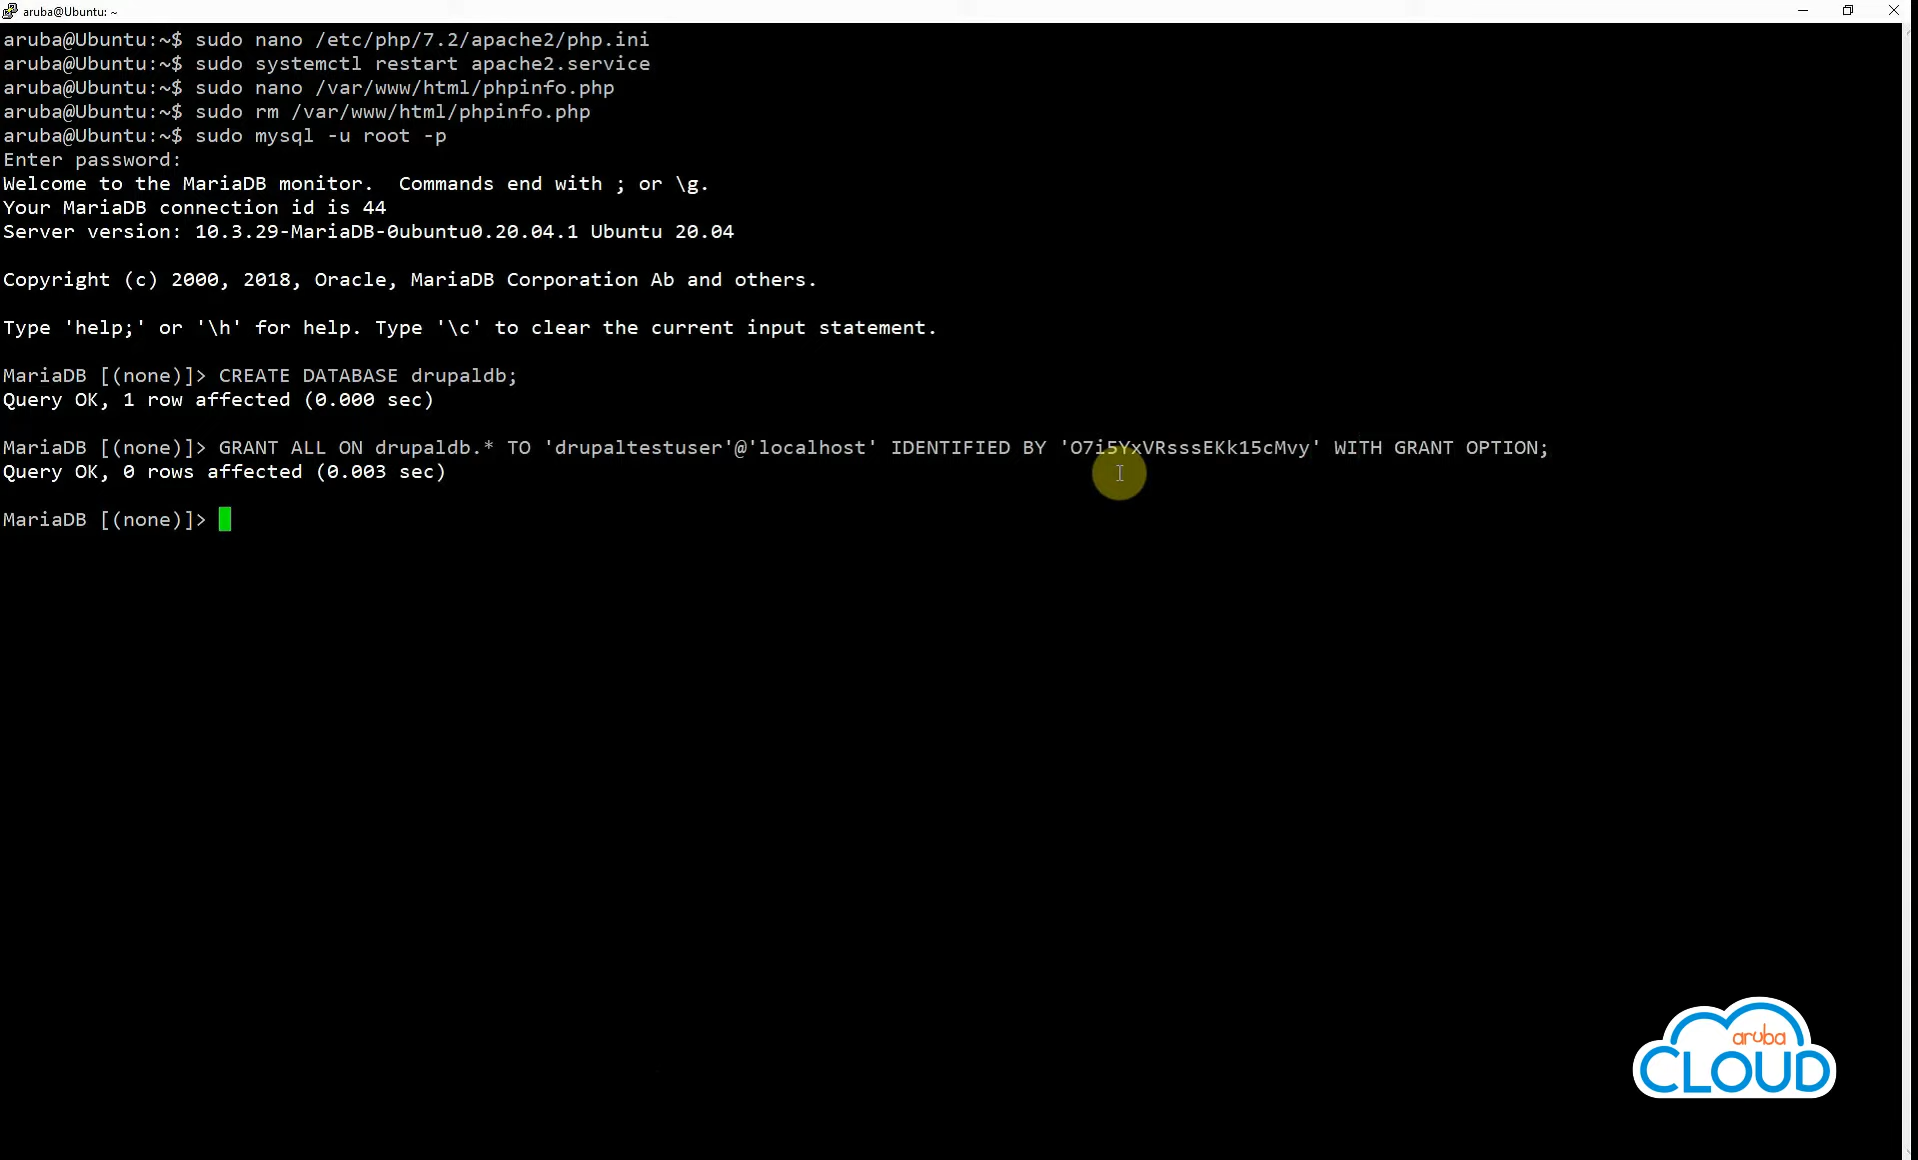 aruba@Ubuntu: ~
aruba@Ubuntu:~$ sudo nano /etc/php/7.2/apache2/php.ini
aruba@Ubuntu:~$ sudo systemctl restart apache2.service
aruba@Ubuntu:~$ sudo nano /var/www/html/phpinfo.php
aruba@Ubuntu:~$ sudo rm /var/www/html/phpinfo.php
aruba@Ubuntu:~$ sudo mysql -u root -p
Enter password:
Welcome to the MariaDB monitor.  Commands end with ; or \g.
Your MariaDB connection id is 44
Server version: 10.3.29-MariaDB-0ubuntu0.20.04.1 Ubuntu 20.04
Copyright (c) 2000, 2018, Oracle, MariaDB Corporation Ab and others.
Type 'help;' or '\h' for help. Type '\c' to clear the current input statement.
MariaDB [(none)]> CREATE DATABASE drupaldb;
Query OK, 1 row affected (0.000 sec)
MariaDB [(none)]> GRANT ALL ON drupaldb.* TO 'drupaltestuser'@'localhost' IDENTIFIED BY 'O7i5YxVRsssEKk15cMvy' WITH GRANT OPTION;
Query OK, 0 rows affected (0.003 sec)
MariaDB [(none)]>
aruba
CLOUD